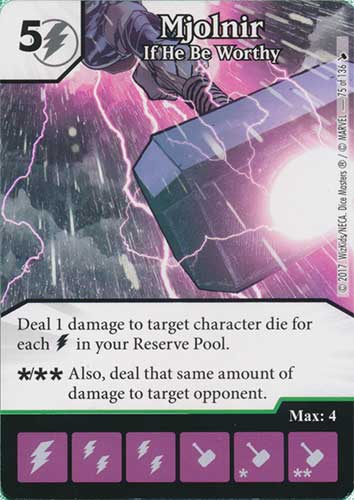 5
Mjolnir
If He Be Worthy
© 2017, WizKids/NECA. Dice Masters ® / © MARVEL — 75 of 136
Deal 1 damage to target character die for
each in your Reserve Pool.
*/** Also, deal that same amount of
damage to target opponent.
Max: 4
*
**